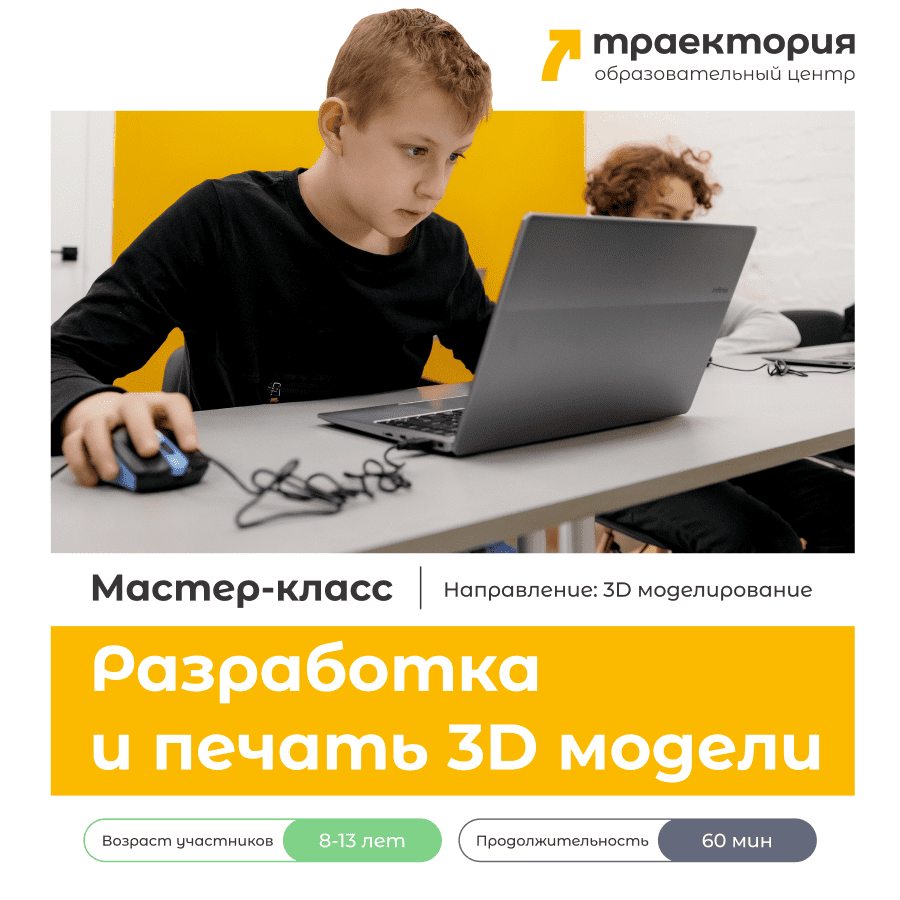 траектория
образовательный центр
Мастер-класс
Направление: 3D моделирование
Разработка
и печать 3D модели
Возраст участников
8-13 лет
Продолжительность
60 мин